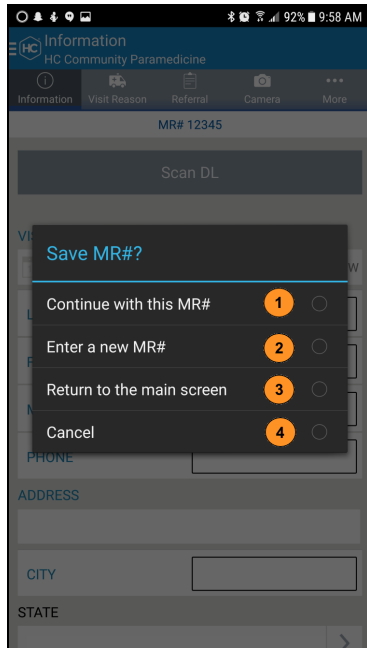 92% 9:58 AM
HC Information
HC Community Paramedicine
Information Visit Reason Referral Camera More
MR# 12345
Scan DL
Save MR#?
Continue with this MR# 1
Enter a new MR# 2
Return to the main screen 3
Cancel 4
PHONE
ADDRESS
CITY
STATE